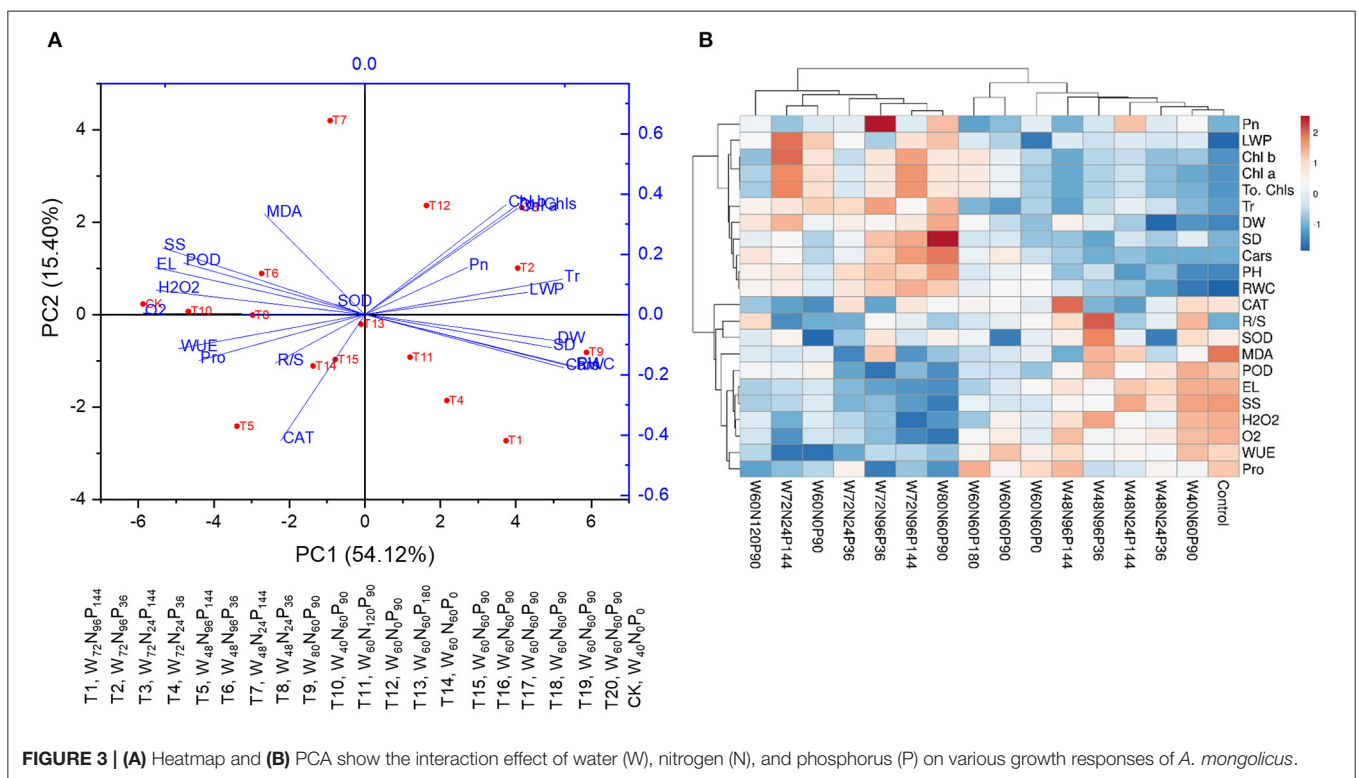 A
0.0
PC2 (15.40%)
4
2
0
-2
-4
0.6
0.4
0.2
0.0
-0.2
-0.4
-0.6
-6
-4
-2
0
2
4
6
PC1 (54.12%)
T7
T12
T2
T6
CK
T10
T8
T13
T15
T14
T11
T9
T4
T5
T1
MDA
SS
POD
EL
H2O2
O2
SOD
Chl b
Chls
Pn
Tr
LWP
DW
SD
Cars
RWC
WUE
Pro
R/S
CAT
T1, W72N96P144
T2, W72N96P36
T3, W72N24P144
T4, W72N24P36
T5, W48N96P144
T6, W48N96P36
T7, W48N24P144
T8, W48N24P36
T9, W80N60P90
T10, W40N60P90
T11, W60N120P90
T12, W60N0P90
T13, W60N60P180
T14, W60 N60P0
T15, W60N60P90
T16, W60N60P90
T17, W60N60P90
T18, W60N60P90
T19, W60N60P90
T20, W60N60P90
CK, W40N0P0
B
Pn
LWP
Chl b
Chl a
To. Chls
Tr
DW
SD
Cars
PH
RWC
CAT
R/S
SOD
MDA
POD
EL
SS
H2O2
O2
WUE
Pro
2
1
0
-1
W60N120P90
W72N24P144
W60N0P90
W72N24P36
W72N96P36
W72N96P144
W80N60P90
W60N60P180
W60N60P90
W60N60P0
W48N96P144
W48N96P36
W48N24P144
W48N24P36
W40N60P90
Control
FIGURE 3 | (A) Heatmap and (B) PCA show the interaction effect of water (W), nitrogen (N), and phosphorus (P) on various growth responses of A. mongolicus.